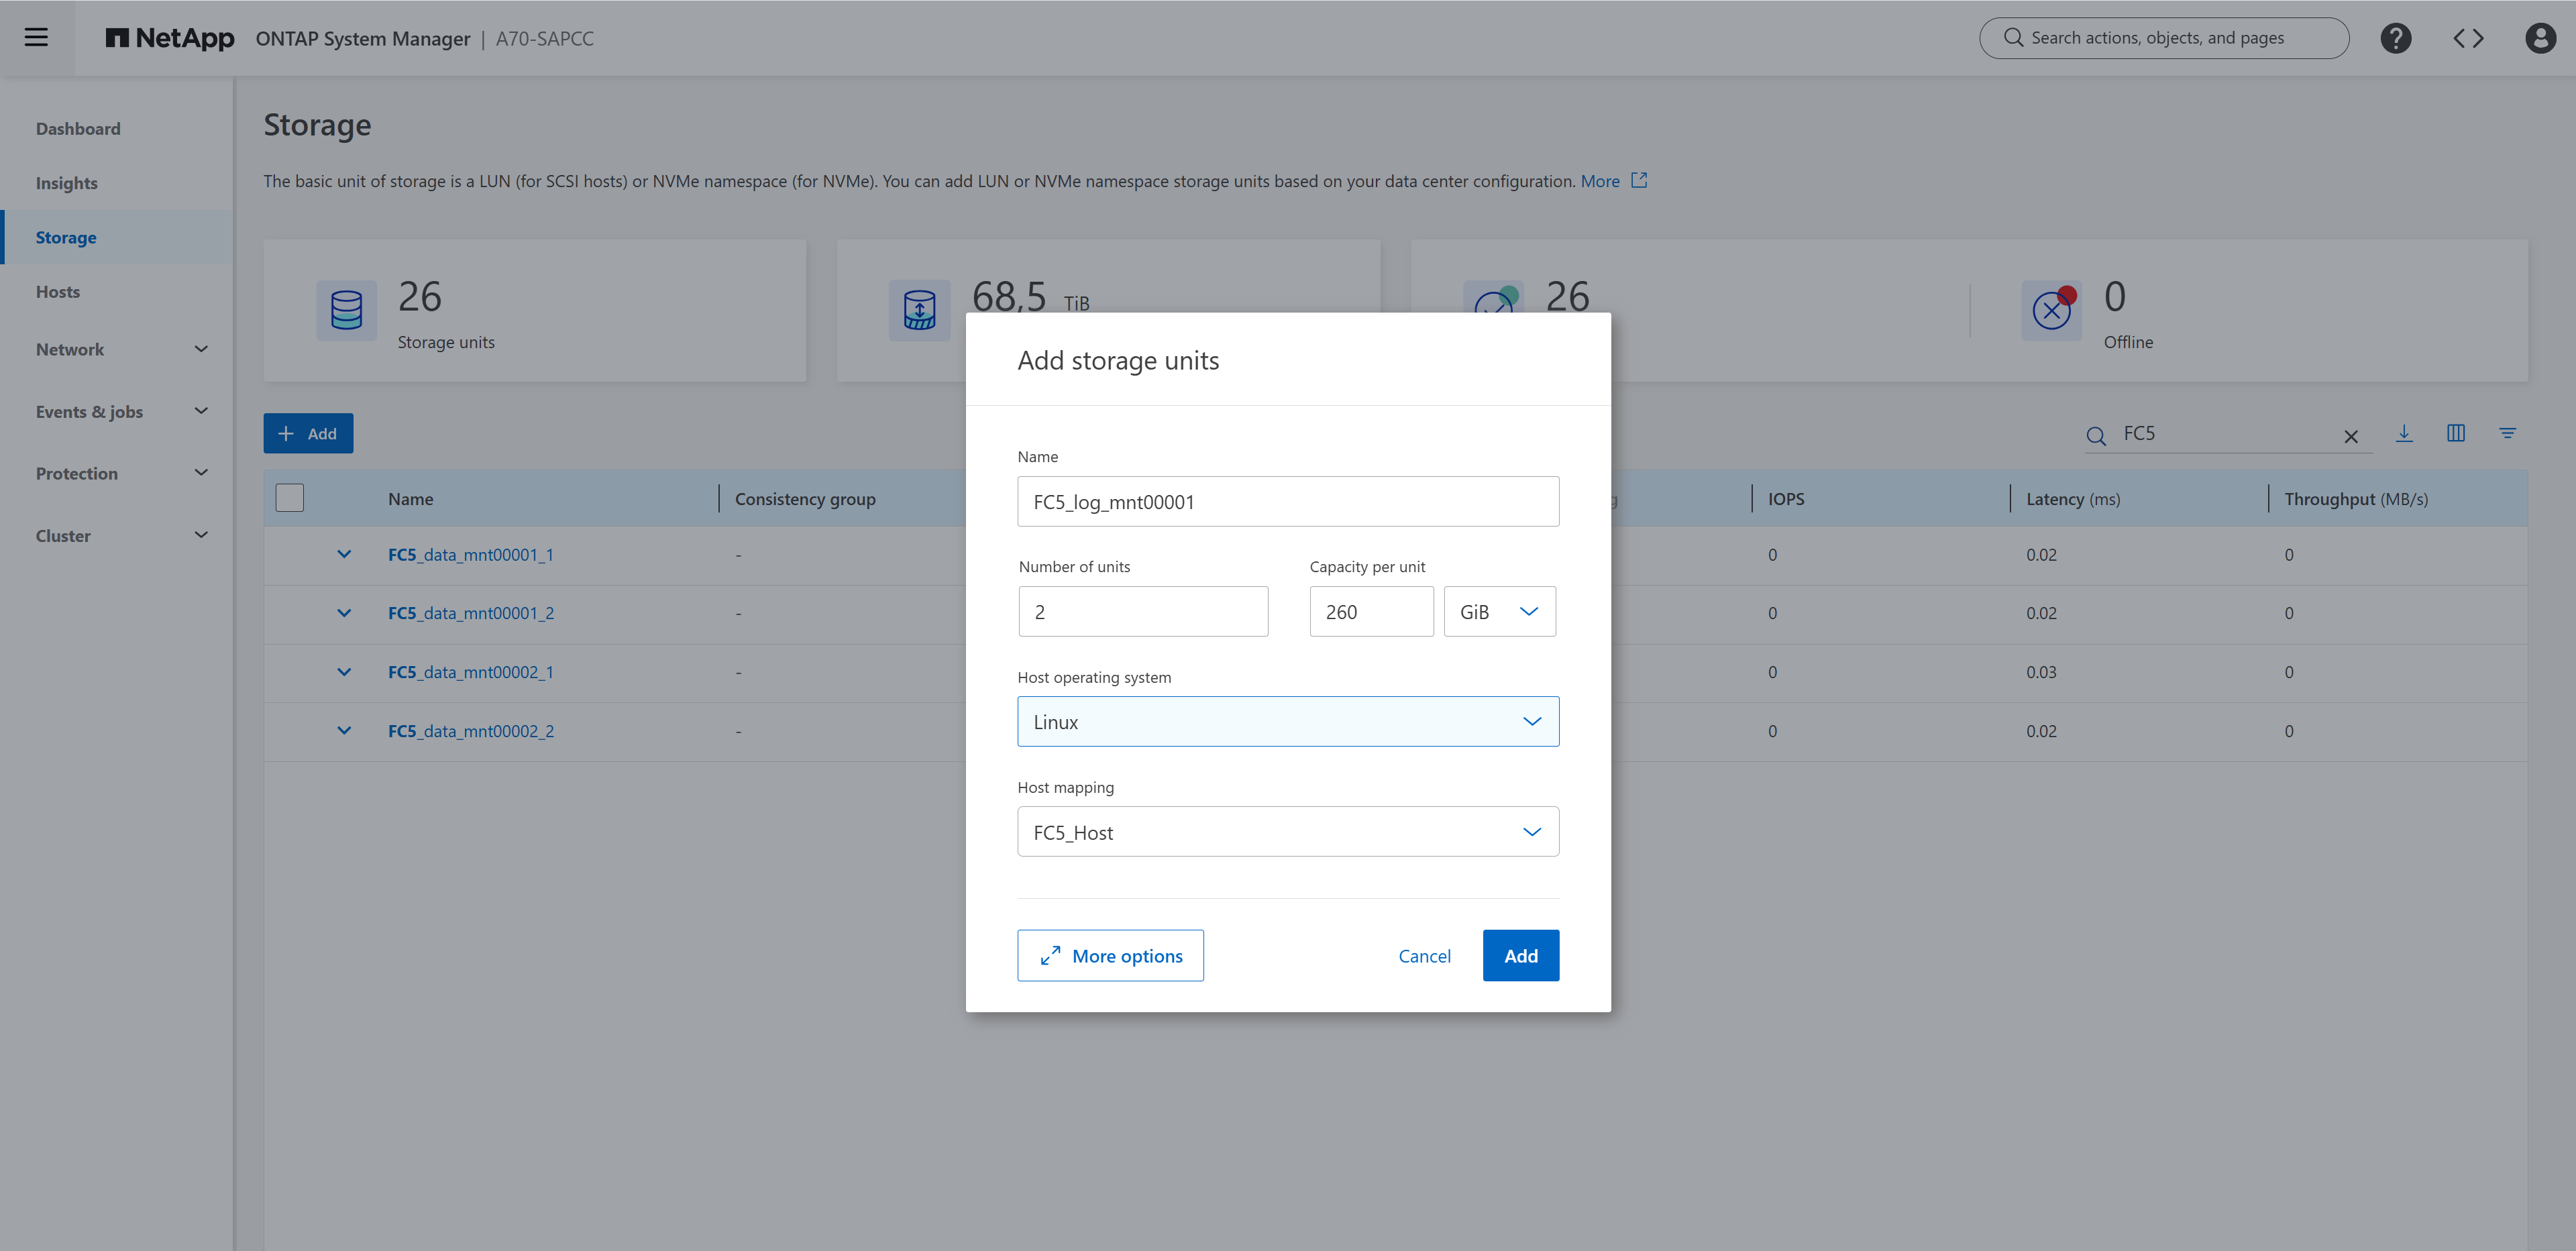 NetApp ONTAP System Manager | A70-SAPCC
Search actions, objects, and pages
Dashboard
Insights
Storage
Hosts
Network
Events & jobs
Protection
Cluster
Storage
The basic unit of storage is a LUN (for SCSI hosts) or NVMe namespace (for NVMe). You can add LUN or NVMe namespace storage units based on your data center configuration. More
26
Storage units
68,5 TiB
26
0
Offline
Add
FC5
Name Consistency group IOPS Latency (ms) Throughput (MB/s)
FC5_data_mnt00001_1 - 0 0.02 0
FC5_data_mnt00001_2 - 0 0.02 0
FC5_data_mnt00002_1 - 0 0.03 0
FC5_data_mnt00002_2 - 0 0.02 0
Add storage units
Name
FC5_log_mnt00001
Number of units Capacity per unit
2 260 GiB
Host operating system
Linux
Host mapping
FC5_Host
More options Cancel Add